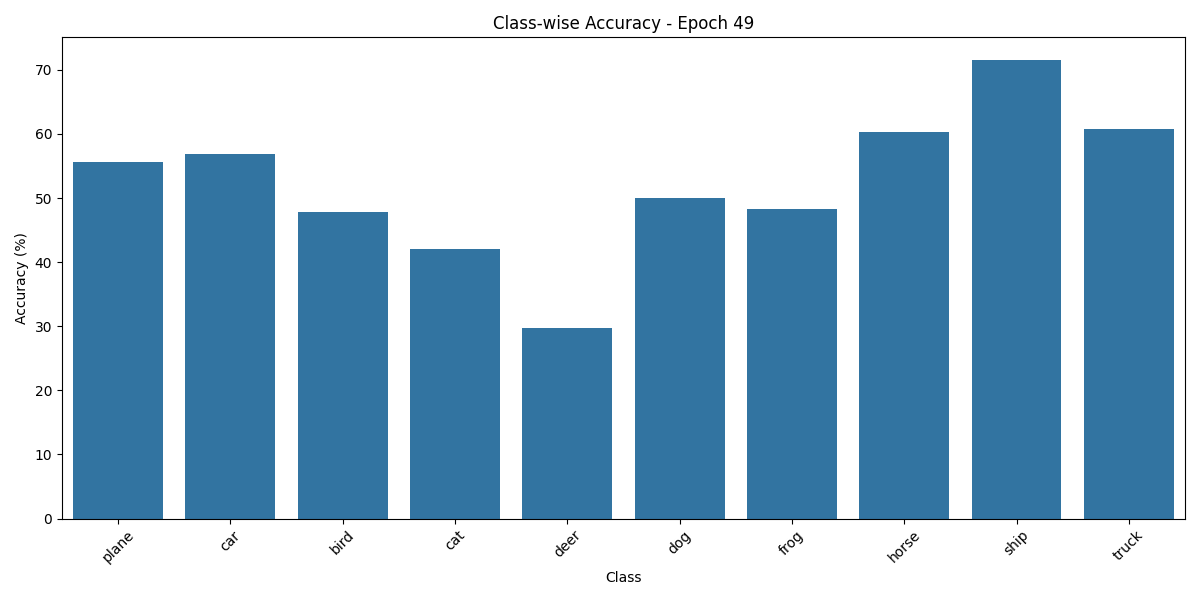 Class-wise Accuracy - Epoch 49
Accuracy (%)
70
60
50
40
30
20
10
0
plane
car
bird
cat
deer
dog
frog
horse
ship
truck
Class